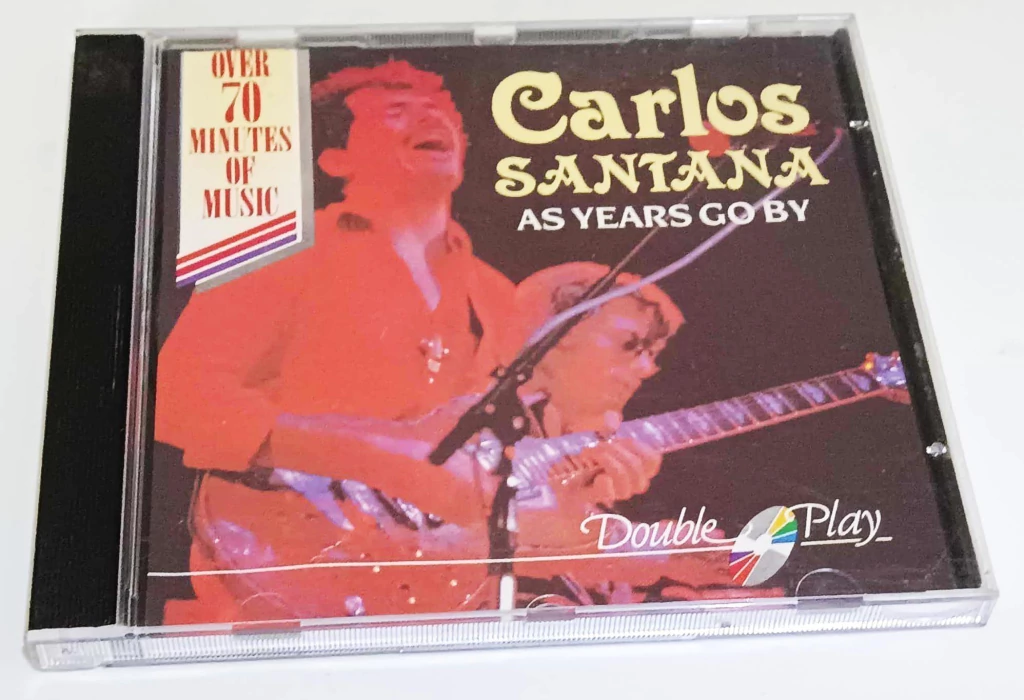 OVER
70
MINUTES
OF
MUSIC
Carlos
SANTANA
AS YEARS GO BY
Double Play